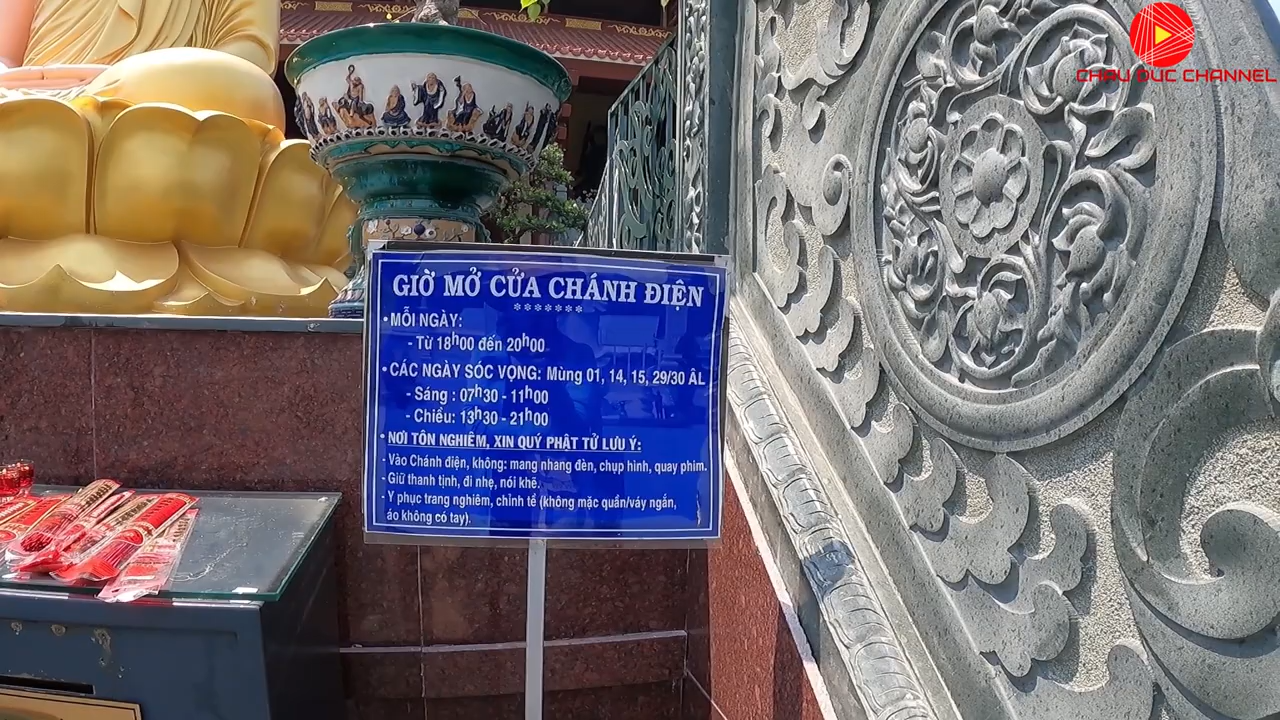 CHAU DUC CHANNEL
GIỜ MỞ CỬA CHÁNH ĐIỆN
*******
• MỖI NGÀY:
- Từ 18h00 đến 20h00
• CÁC NGÀY SÓC VỌNG: Mùng 01, 14, 15, 29/30 ÂL
- Sáng : 07h30 - 11h00
- Chiều: 13h30 - 21h00
• NƠI TÔN NGHIÊM, XIN QUÝ PHẬT TỬ LƯU Ý:
- Vào Chánh điện, không: mang nhang đèn, chụp hình, quay phim.
- Giữ thanh tịnh, đi nhẹ, nói khẽ.
- Y phục trang nghiêm, chỉnh tề (không mặc quần/váy ngắn,
áo không có tay).